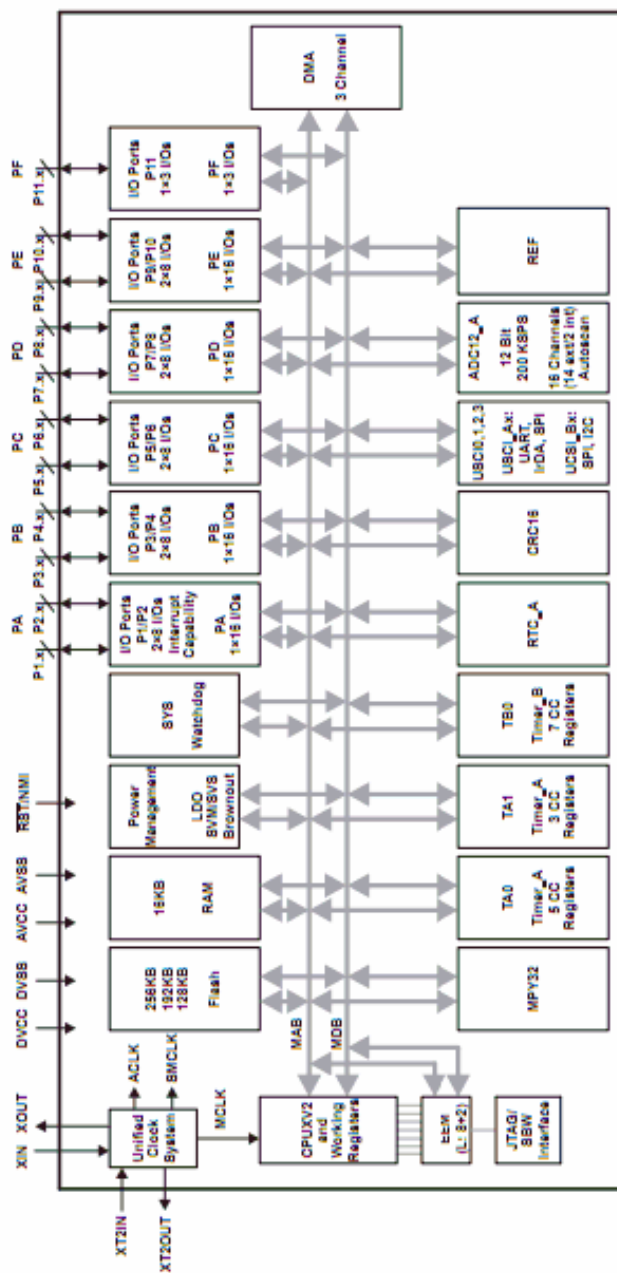 XIN XOUT
DVCC DVSS
AVCC AVSS
RST/NMI
PA
PB
PC
PD
PE
PF
P1.x P2.x
P3.x P4.x
P5.x P6.x
P7.x P8.x
P9.x P10.x
P11.x
XT2IN
XT2OUT
Unified
Clock
System
ACLK
SMCLK
MCLK
256KB
192KB
128KB
Flash
16KB
RAM
Power
Management
LDO
SVM/SVS
Brownout
SYS
Watchdog
I/O Ports
P1/P2
2×8 I/Os
Interrupt
Capability
PA
1×16 I/Os
I/O Ports
P3/P4
2×8 I/Os
PB
1×16 I/Os
I/O Ports
P5/P6
2×8 I/Os
PC
1×16 I/Os
I/O Ports
P7/P8
2×8 I/Os
PD
1×16 I/Os
I/O Ports
P9/P10
2×8 I/Os
PE
1×16 I/Os
I/O Ports
P11
1×3 I/Os
PF
1×3 I/Os
CPUXV2
and
Working
Registers
MAB
MDB
DMA
3 Channel
EEM
(L: 8+2)
JTAG/
SBW
Interface
MPY32
TA0
Timer_A
5 CC
Registers
TA1
Timer_A
3 CC
Registers
TB0
Timer_B
7 CC
Registers
RTC_A
CRC16
USCI0,1,2,3
USCI_Ax:
UART,
IrDA, SPI
UCSI_Bx:
SPI, I2C
ADC12_A
12 Bit
200 KSPS
16 Channels
(14 ext/2 int)
Autoscan
REF